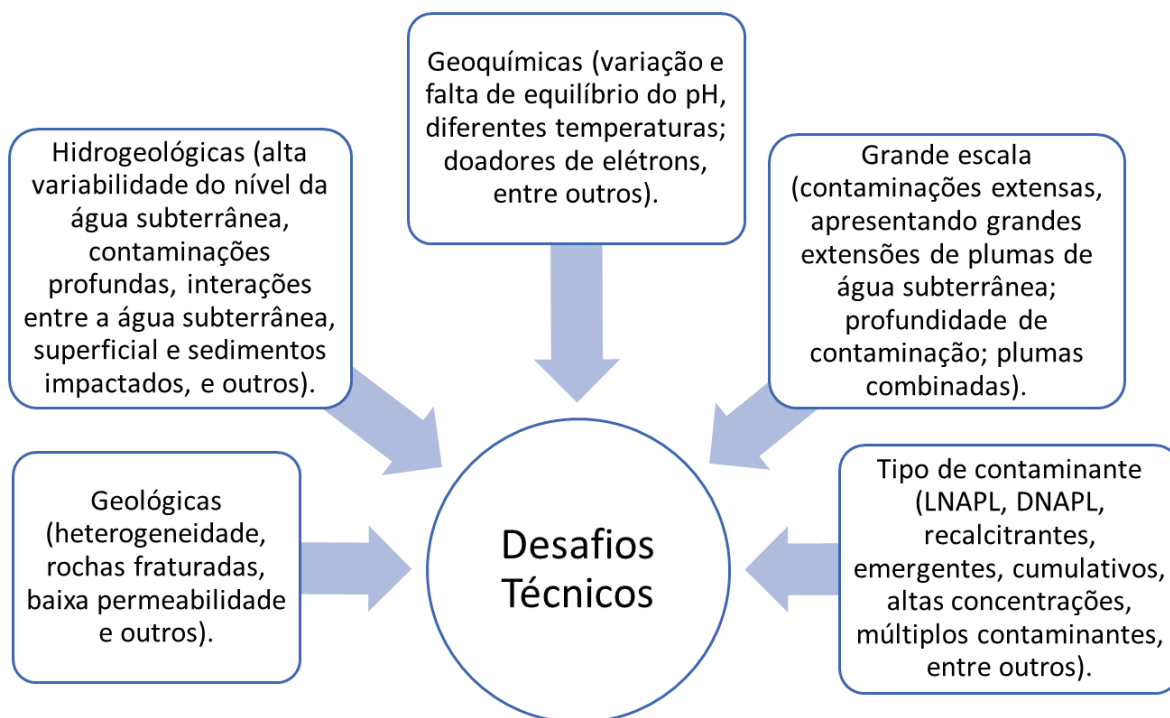 Geoquímicas (variação e
falta de equilíbrio do pH,
diferentes temperaturas;
doadores de elétrons,
entre outros).
Hidrogeológicas (alta
variabilidade do nível da
água subterrânea,
contaminações
profundas, interações
entre a água subterrânea,
superficial e sedimentos
impactados, e outros).
Grande escala
(contaminações extensas,
apresentando grandes
extensões de plumas de
água subterrânea;
profundidade de
contaminação; plumas
combinadas).
Geológicas
(heterogeneidade,
rochas fraturadas,
baixa permeabilidade
e outros).
Desafios
Técnicos
Tipo de contaminante
(LNAPL, DNAPL,
recalcitrantes,
emergentes, cumulativos,
altas concentrações,
múltiplos contaminantes,
entre outros).